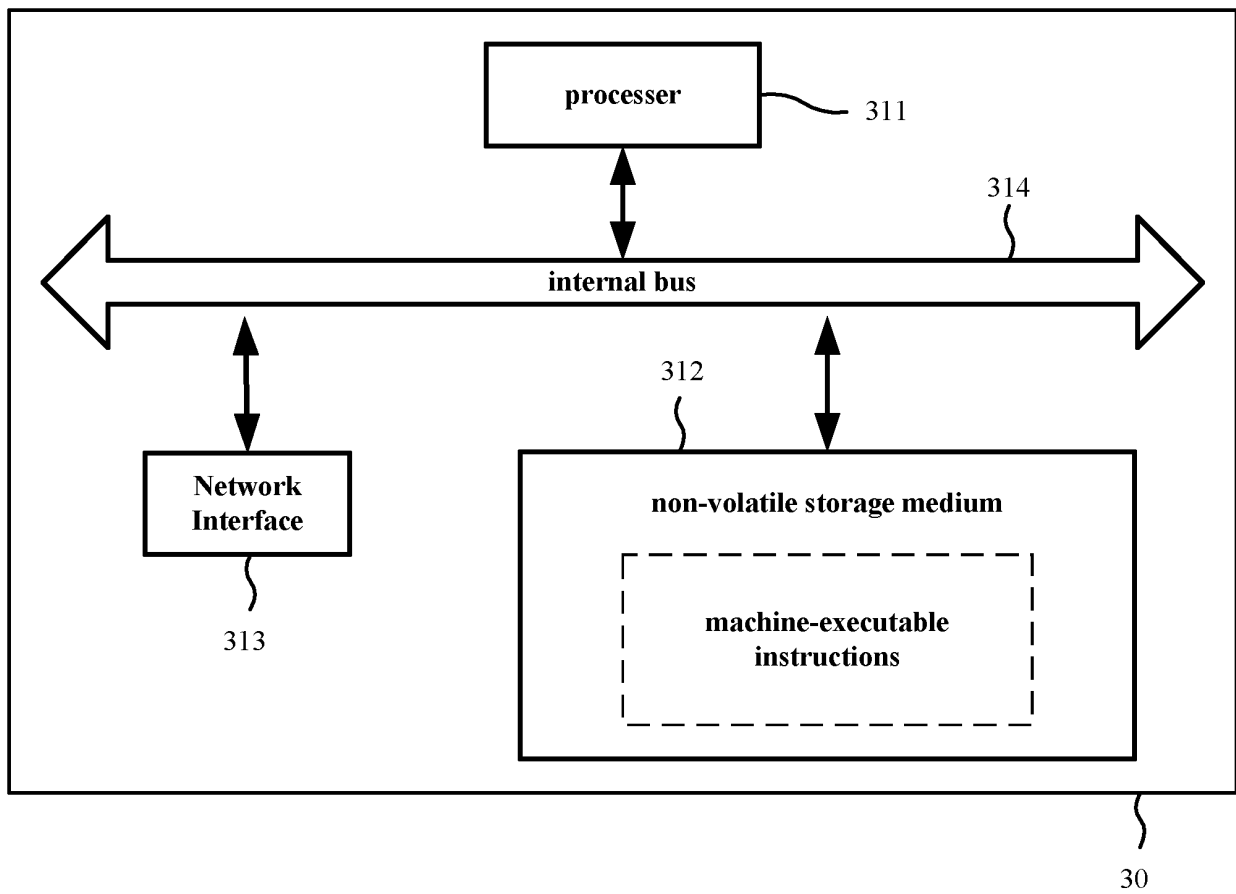 processer
311
314
internal bus
312
Network
Interface
non-volatile storage medium
machine-executable
instructions
313
30